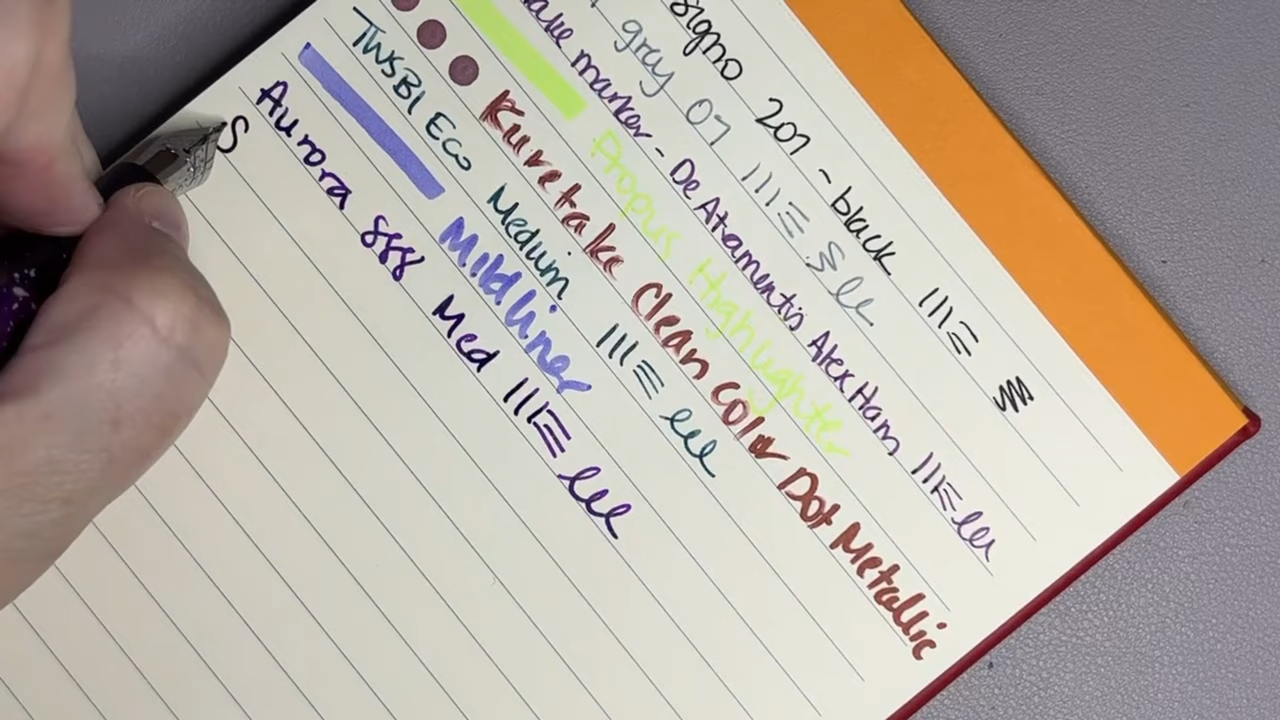 signo 207 - black
gray 07
marker - De Atramentis Alex Ham
Propus Highlighter
Kuretake Clean Color Dot Metallic
TWSBI Eco Medium
Mildliner
Aurora 888 Med
S